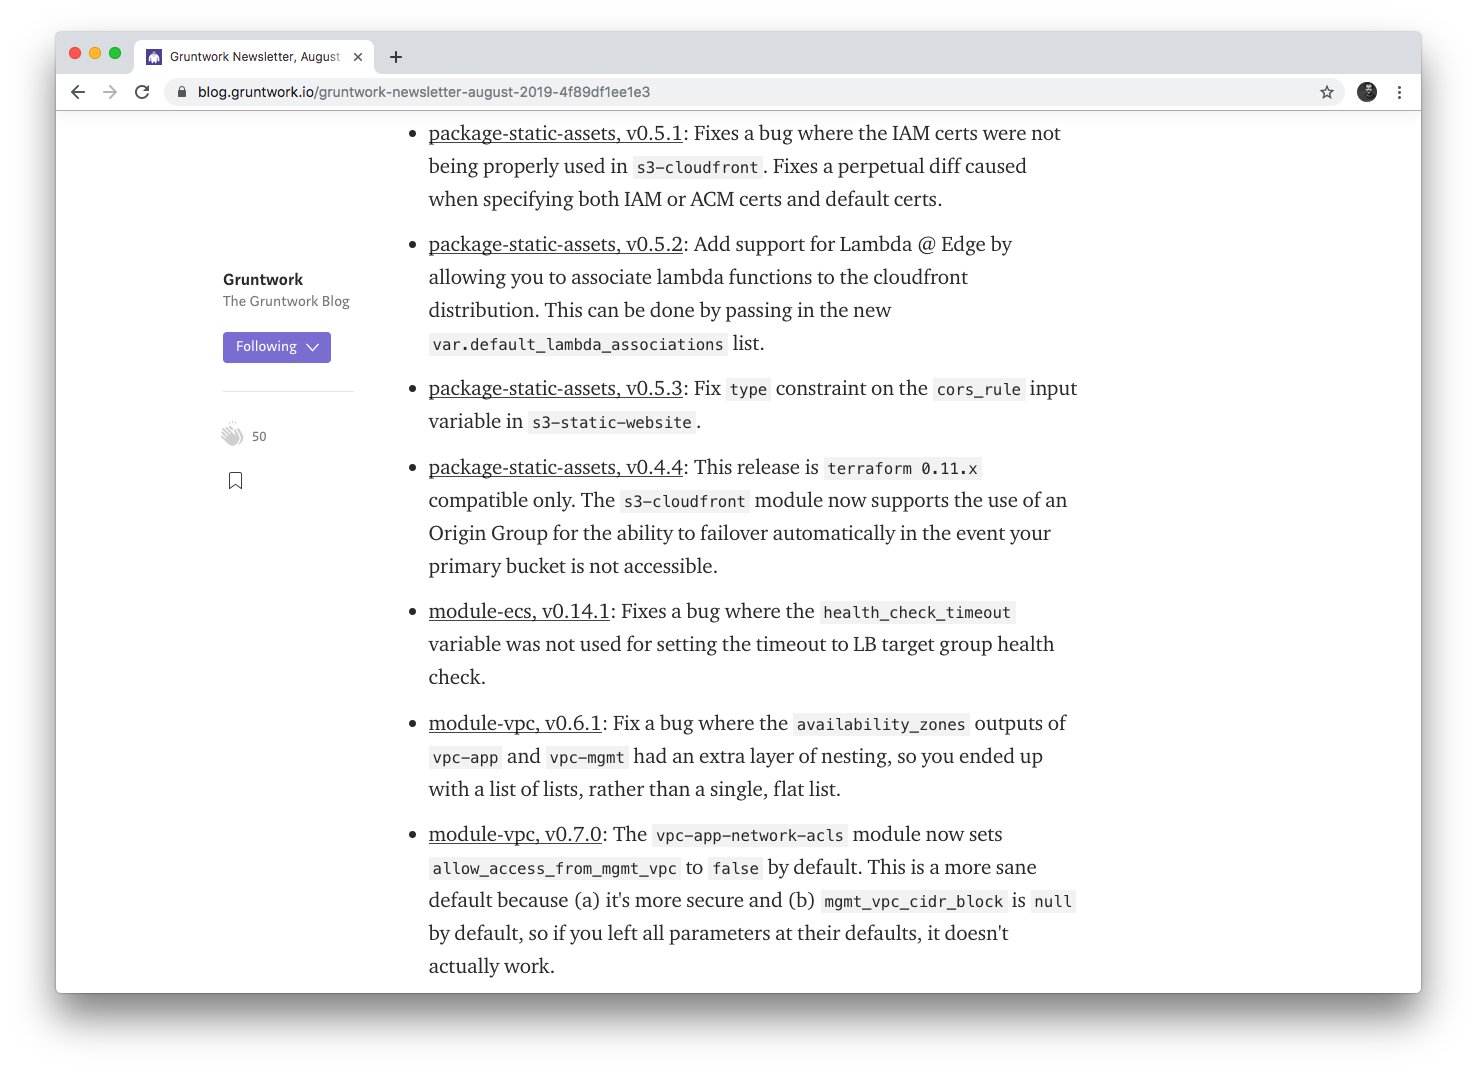 Gruntwork Newsletter, August
blog.gruntwork.io/gruntwork-newsletter-august-2019-4f89df1ee1e3
Gruntwork
The Gruntwork Blog
Following
50
• package-static-assets, v0.5.1: Fixes a bug where the IAM certs were not
being properly used in s3-cloudfront. Fixes a perpetual diff caused
when specifying both IAM or ACM certs and default certs.
• package-static-assets, v0.5.2: Add support for Lambda @ Edge by
allowing you to associate lambda functions to the cloudfront
distribution. This can be done by passing in the new
var.default_lambda_associations list.
• package-static-assets, v0.5.3: Fix type constraint on the cors_rule input
variable in s3-static-website.
• package-static-assets, v0.4.4: This release is terraform 0.11.x
compatible only. The s3-cloudfront module now supports the use of an
Origin Group for the ability to failover automatically in the event your
primary bucket is not accessible.
• module-ecs, v0.14.1: Fixes a bug where the health_check_timeout
variable was not used for setting the timeout to LB target group health
check.
• module-vpc, v0.6.1: Fix a bug where the availability_zones outputs of
vpc-app and vpc-mgmt had an extra layer of nesting, so you ended up
with a list of lists, rather than a single, flat list.
• module-vpc, v0.7.0: The vpc-app-network-acls module now sets
allow_access_from_mgmt_vpc to false by default. This is a more sane
default because (a) it's more secure and (b) mgmt_vpc_cidr_block is null
by default, so if you left all parameters at their defaults, it doesn't
actually work.